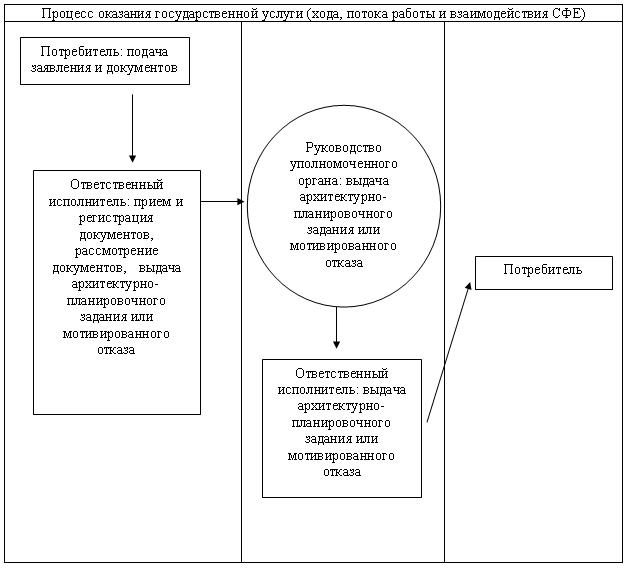 Процесс оказания государственной услуги (хода, потока работы и взаимодействия СФЕ)
Потребитель: подача
заявления и документов
Ответственный
исполнитель: прием и
регистрация
документов,
рассмотрение
документов, выдача
архитектурно-
планировочного
задания или
мотивированного
отказа
Руководство
уполномоченного
органа: выдача
архитектурно-
планировочного
задания или
мотивированного
отказа
Ответственный
исполнитель: выдача
архитектурно-
планировочного
задания или
мотивированного
отказа
Потребитель